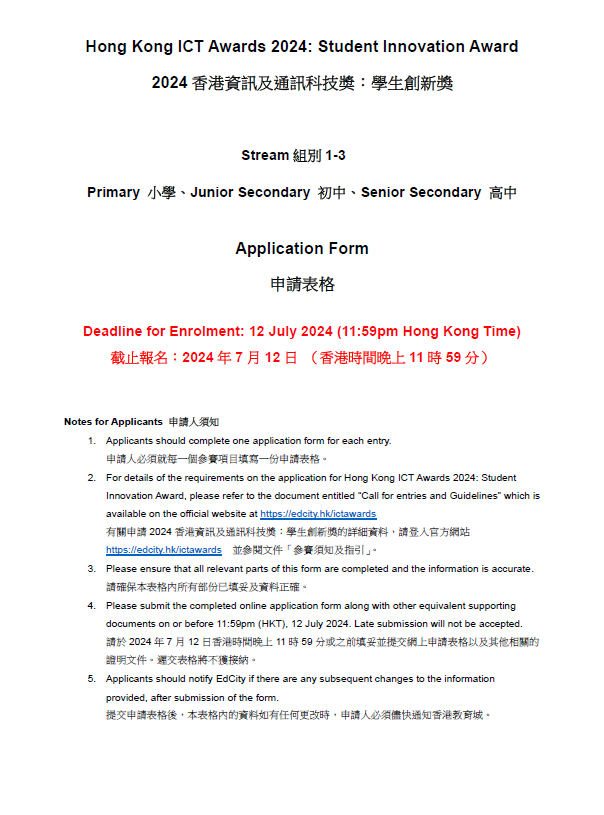 Hong Kong ICT Awards 2024: Student Innovation Award
2024 香港資訊及通訊科技獎：學生創新獎
Stream 組別 1-3
Primary 小學、Junior Secondary 初中、Senior Secondary 高中
Application Form
申請表格
Deadline for Enrolment: 12 July 2024 (11:59pm Hong Kong Time)
截止報名：2024 年 7 月 12 日 （香港時間晚上 11 時 59 分）
Notes for Applicants 申請人須知
1. Applicants should complete one application form for each entry.
申請人必須就每一個參賽項目填寫一份申請表格。
2. For details of the requirements on the application for Hong Kong ICT Awards 2024: Student
Innovation Award, please refer to the document entitled “Call for entries and Guidelines” which is
available on the official website at https://edcity.hk/ictawards
有關申請 2024 香港資訊及通訊科技獎：學生創新獎的詳細資料，請登入官方網站
https://edcity.hk/ictawards 並參閱文件「參賽須知及指引」。
3. Please ensure that all relevant parts of this form are completed and the information is accurate.
請確保本表格內所有部份已填妥及資料正確。
4. Please submit the completed online application form along with other equivalent supporting
documents on or before 11:59pm (HKT), 12 July 2024. Late submission will not be accepted.
請於 2024 年 7 月 12 日香港時間晚上 11 時 59 分或之前填妥並提交網上申請表格以及其他相關的
證明文件。遲交表格將不獲接納。
5. Applicants should notify EdCity if there are any subsequent changes to the information
provided, after submission of the form.
提交申請表格後，本表格內的資料如有任何更改時，申請人必須儘快通知香港教育城。